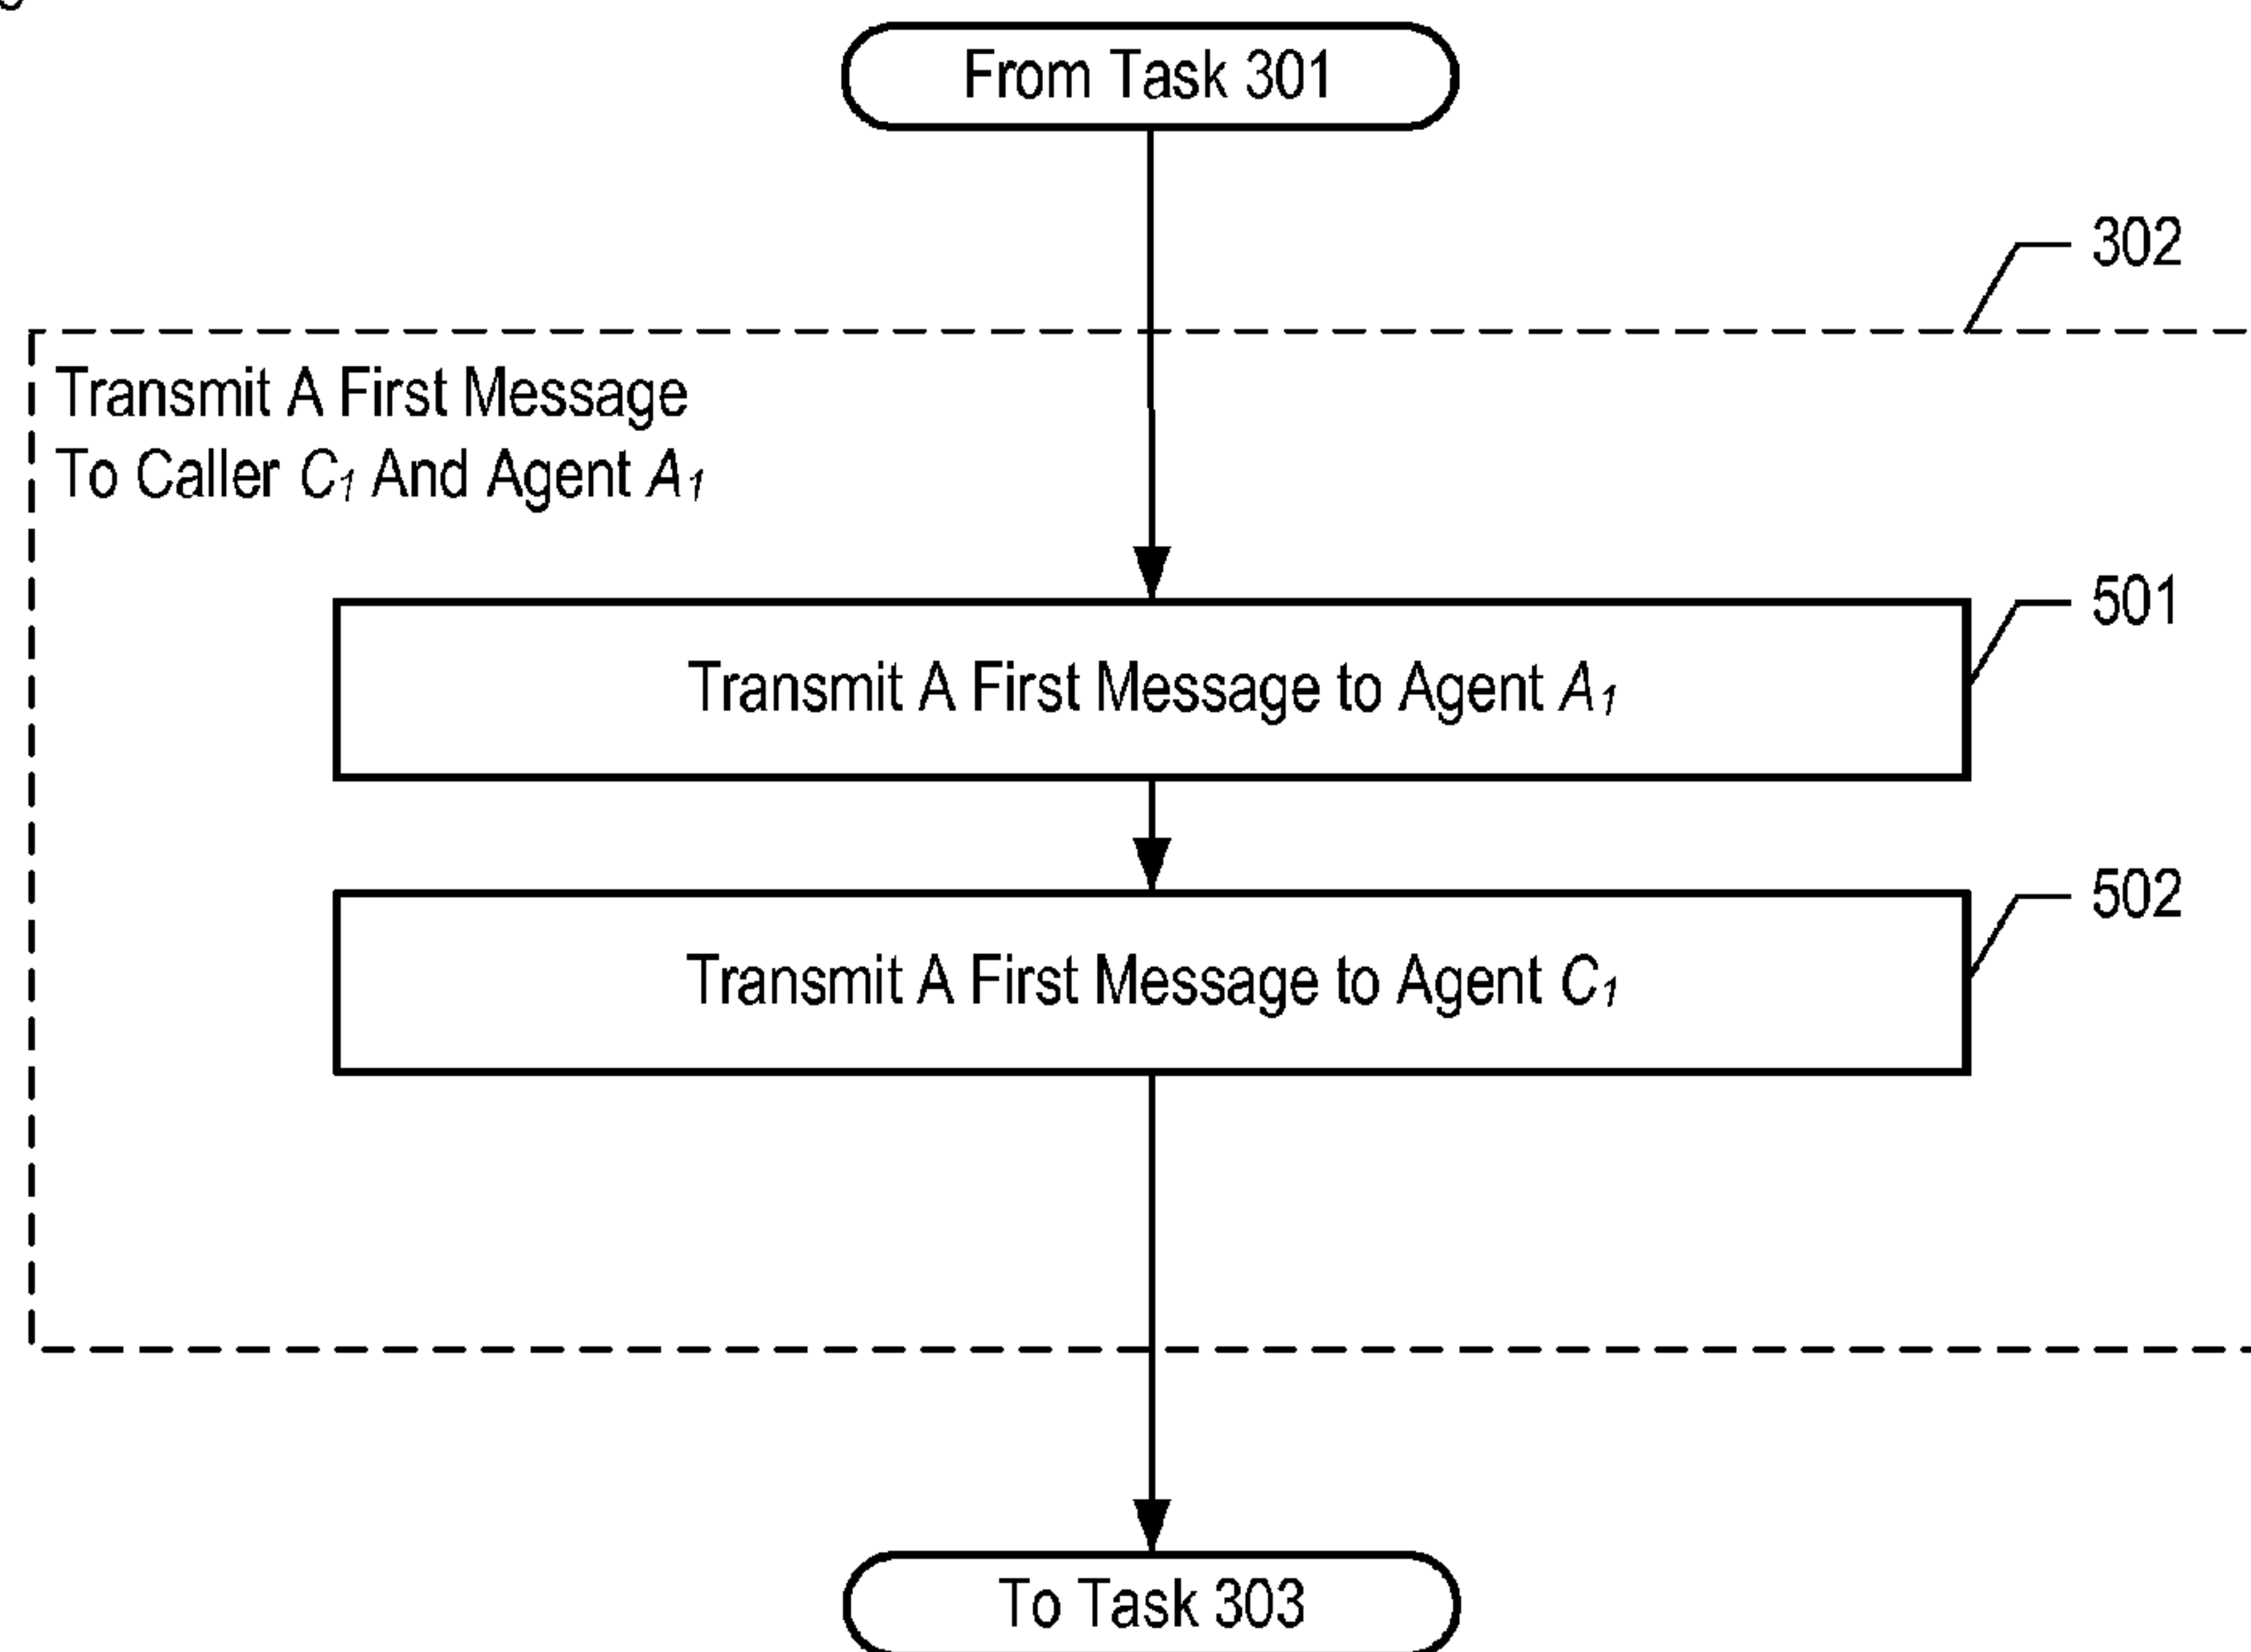 From Task 301
302
Transmit A First Message
To Caller C₁ And Agent A₁
501
Transmit A First Message to Agent A₁
502
Transmit A First Message to Agent C₁
To Task 303